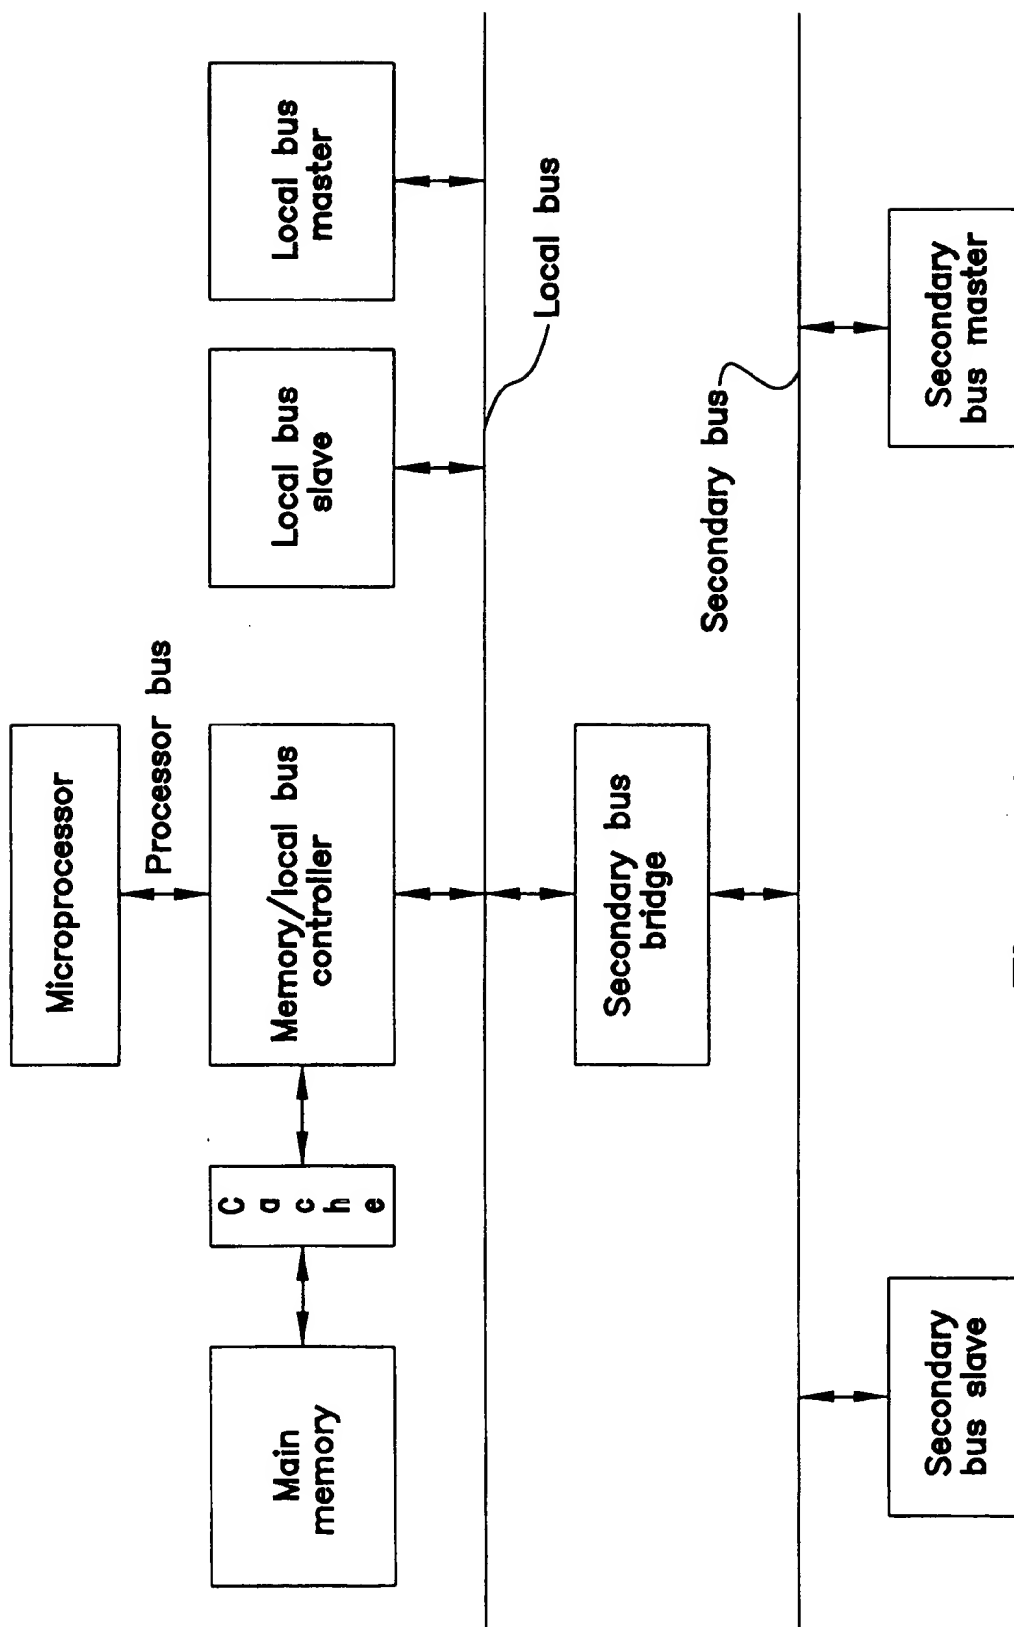 Microprocessor
Processor bus
Main
memory
Cache
Memory/local bus
controller
Local bus
slave
Local bus
master
Local bus
Secondary bus
bridge
Secondary bus
Secondary
bus slave
Secondary
bus master